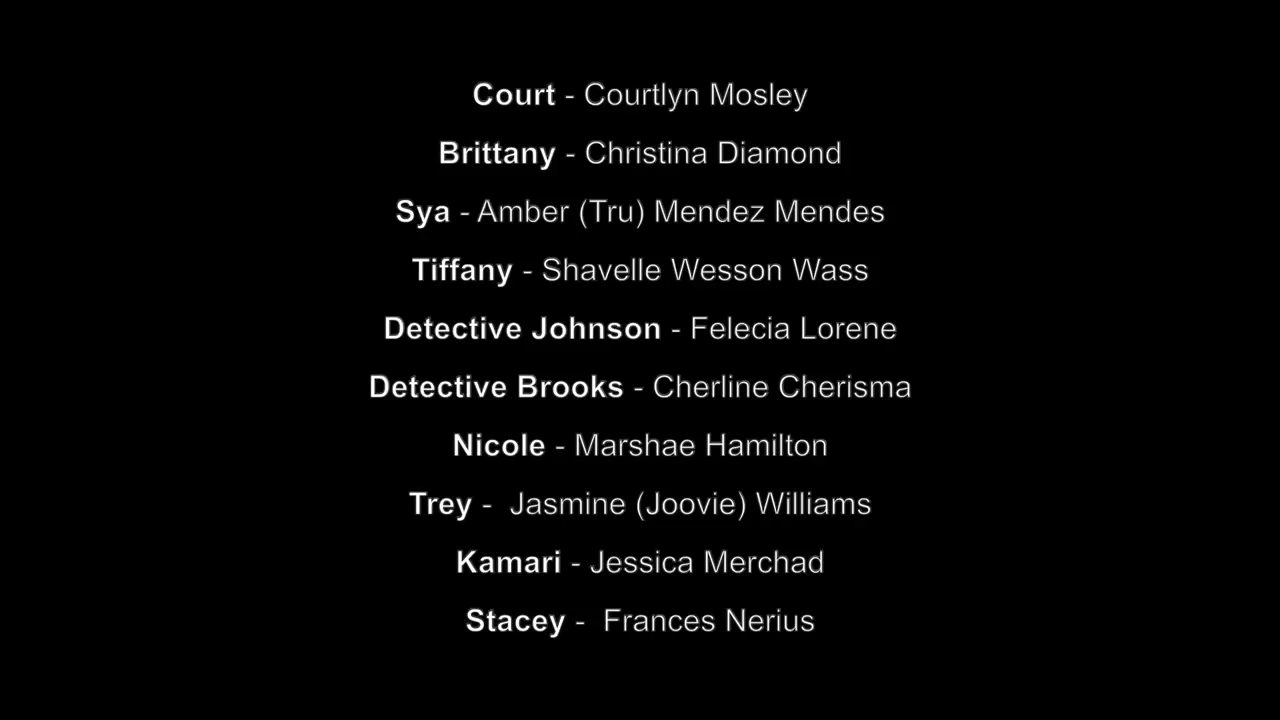 Court - Courtlyn Mosley
Brittany - Christina Diamond
Sya - Amber (Tru) Mendez Mendes
Tiffany - Shavelle Wesson Wass
Detective Johnson - Felecia Lorene
Detective Brooks - Cherline Cherisma
Nicole - Marshae Hamilton
Trey -  Jasmine (Joovie) Williams
Kamari - Jessica Merchad
Stacey -  Frances Nerius